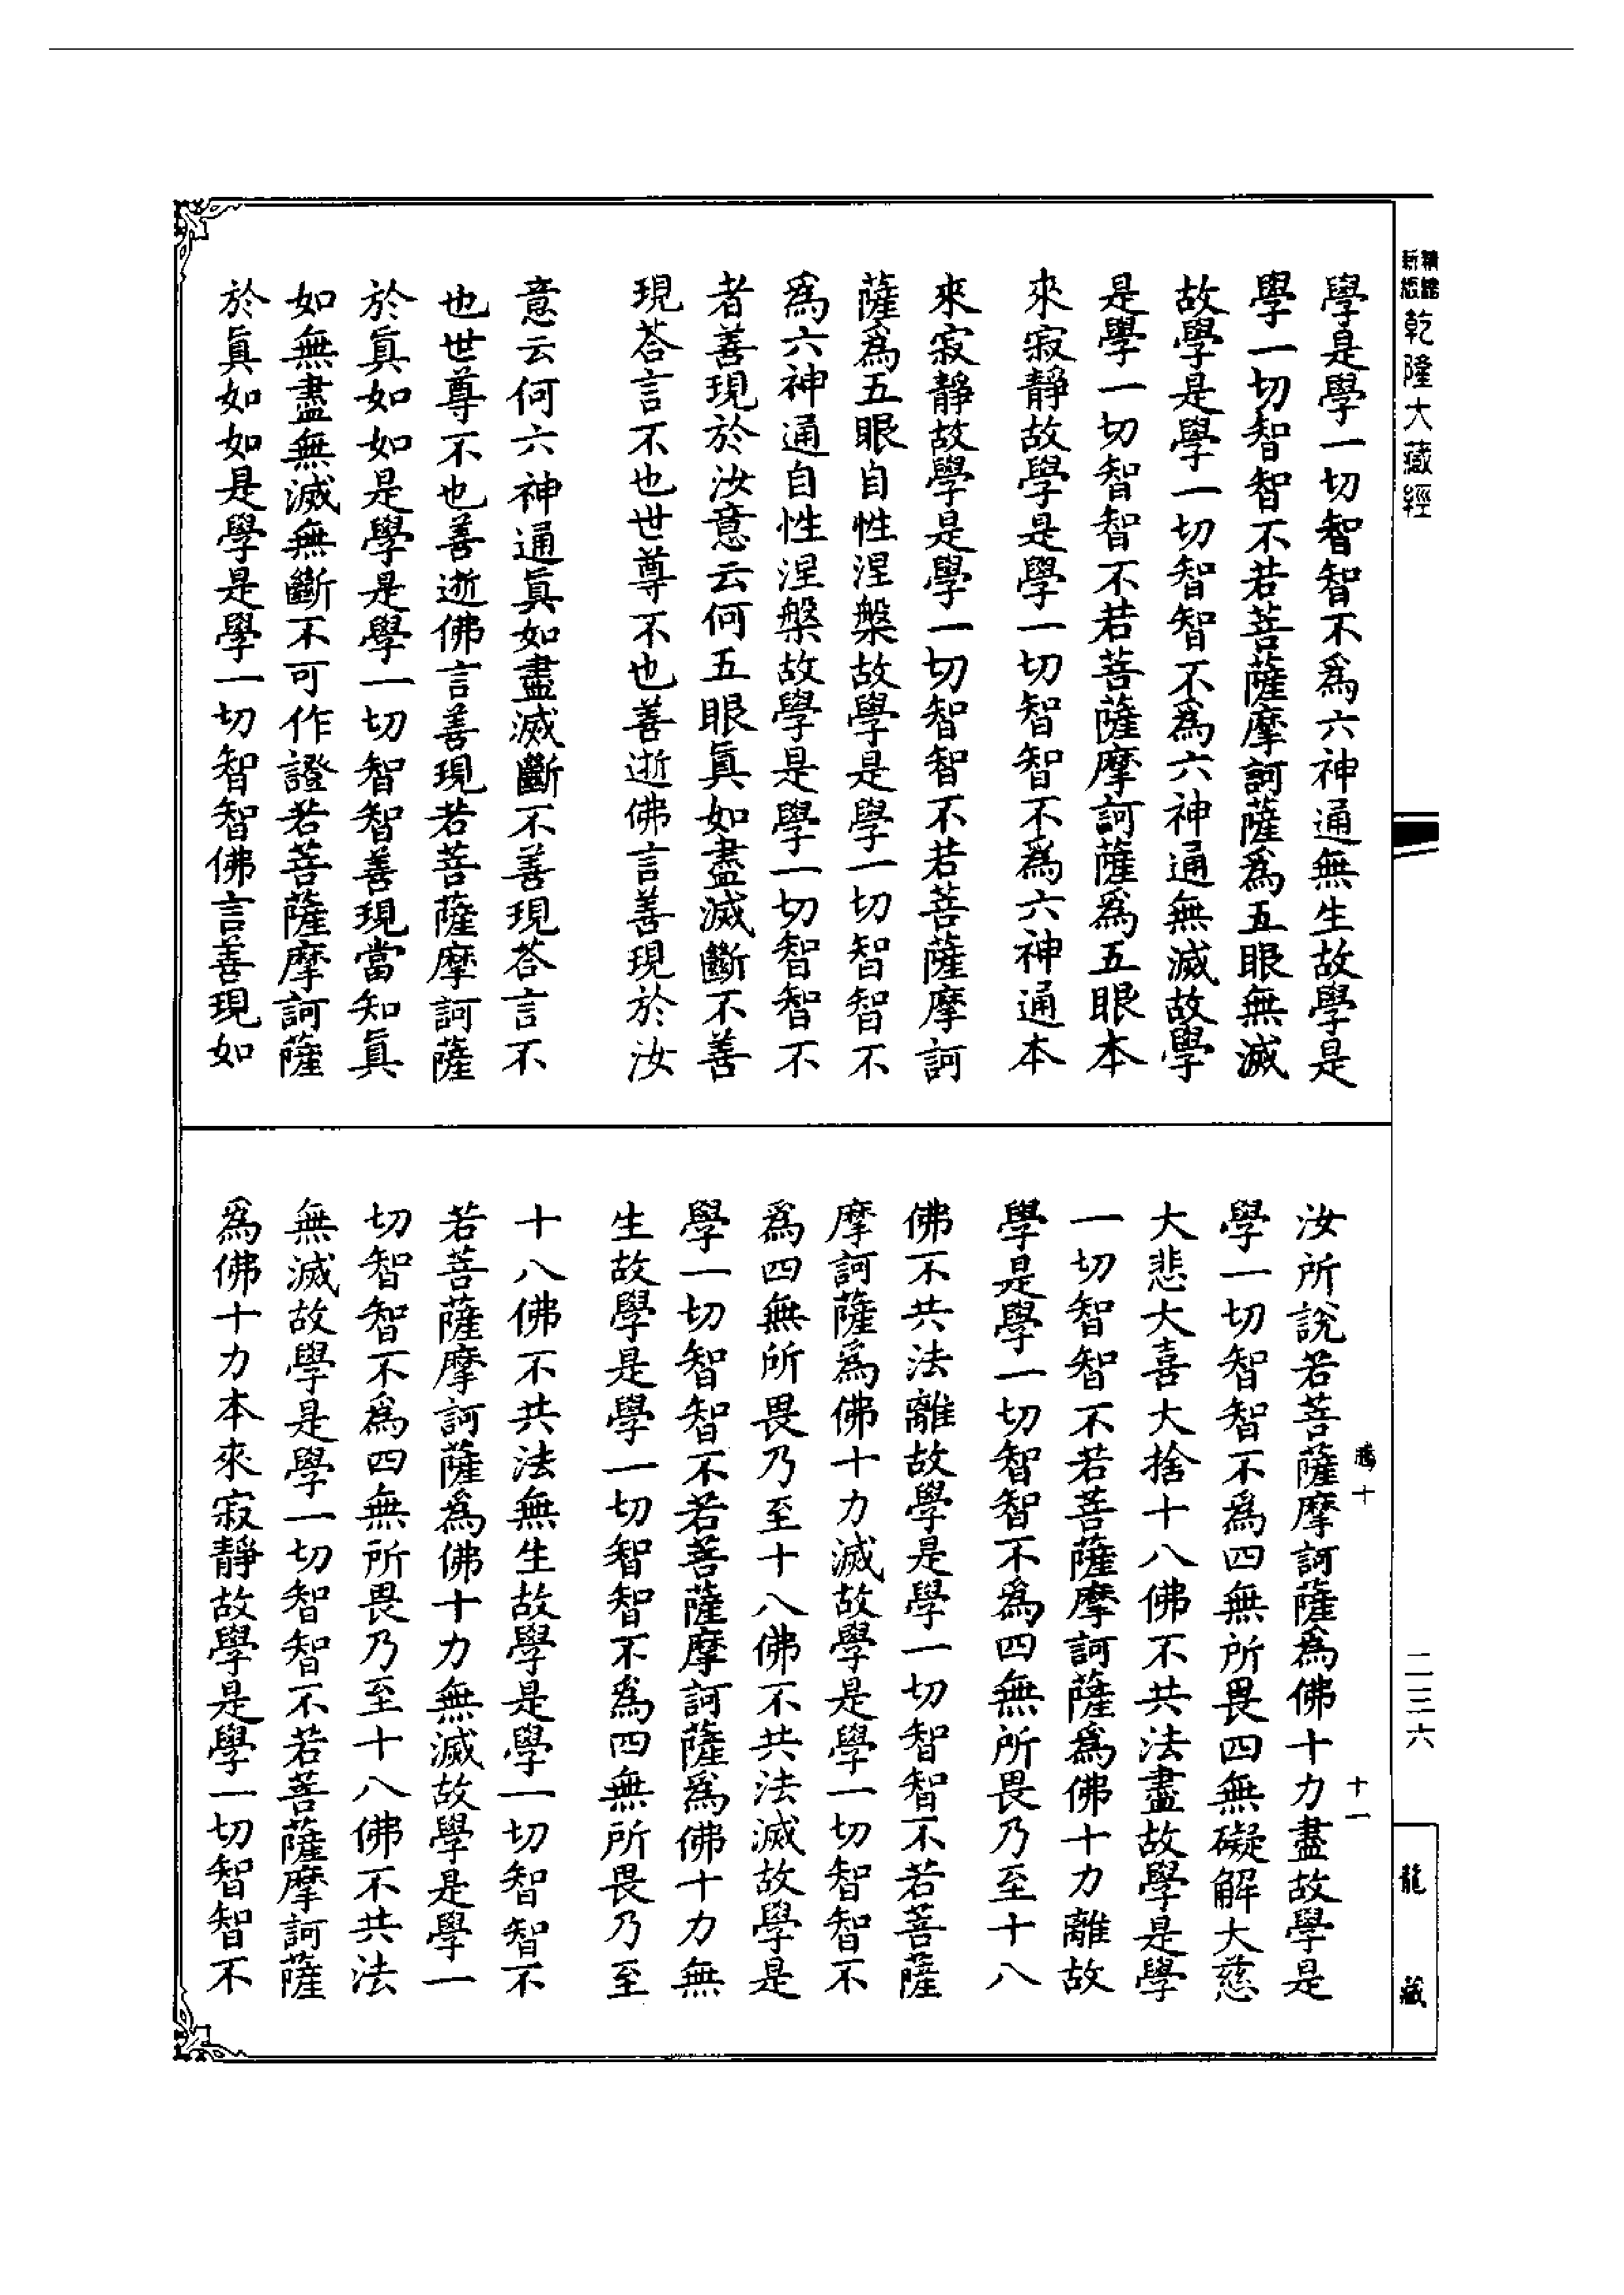 精編
新版
乾隆大藏經
學是學一切智智不爲六神通無生故學是
學一切智智不若菩薩摩訶薩爲五眼無滅
故學是學一切智智不爲六神通無滅故學
是學一切智智不若菩薩摩訶薩爲五眼本
來寂靜故學是學一切智智不爲六神通本
來寂靜故學是學一切智智不若菩薩摩訶
薩爲五眼自性涅槃故學是學一切智智不
爲六神通自性涅槃故學是學一切智智不
者善現於汝意云何五眼眞如盡滅斷不善
現荅言不也世尊不也善逝佛言善現於汝
意云何六神通眞如盡滅斷不善現荅言不
也世尊不也善逝佛言善現若菩薩摩訶薩
於眞如如是學是學一切智智善現當知眞
如無盡無滅無斷不可作證若菩薩摩訶薩
於眞如如是學是學一切智智佛言善現如
騰十
十一
汝所說若菩薩摩訶薩爲佛十力盡故學是
學一切智智不爲四無所畏四無礙解大慈
大悲大喜大捨十八佛不共法盡故學是學
一切智智不若菩薩摩訶薩爲佛十力離故
學是學一切智智不爲四無所畏乃至十八
佛不共法離故學是學一切智智不若菩薩
摩訶薩爲佛十力滅故學是學一切智智不
爲四無所畏乃至十八佛不共法滅故學是
學一切智智不若菩薩摩訶薩爲佛十力無
生故學是學一切智智不爲四無所畏乃至
十八佛不共法無生故學是學一切智智不
若菩薩摩訶薩爲佛十力無滅故學是學一
切智智不爲四無所畏乃至十八佛不共法
無滅故學是學一切智智不若菩薩摩訶薩
爲佛十力本來寂靜故學是學一切智智不
二三六
龍藏